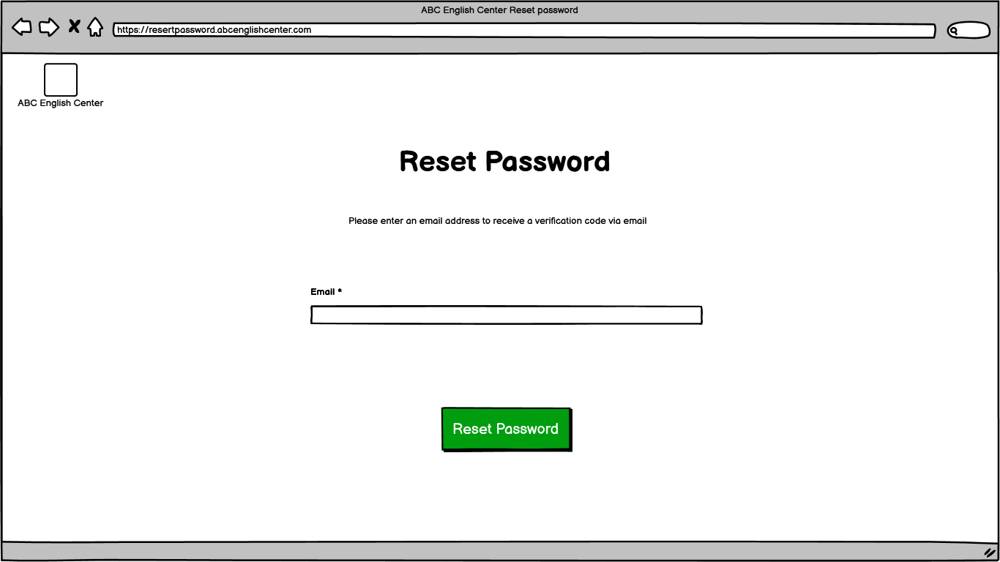 ABC English Center Reset password
https://resertpassword.abcenglishcenter.com
ABC English Center
Reset Password
Please enter an email address to receive a verification code via email
Email *
Reset Password